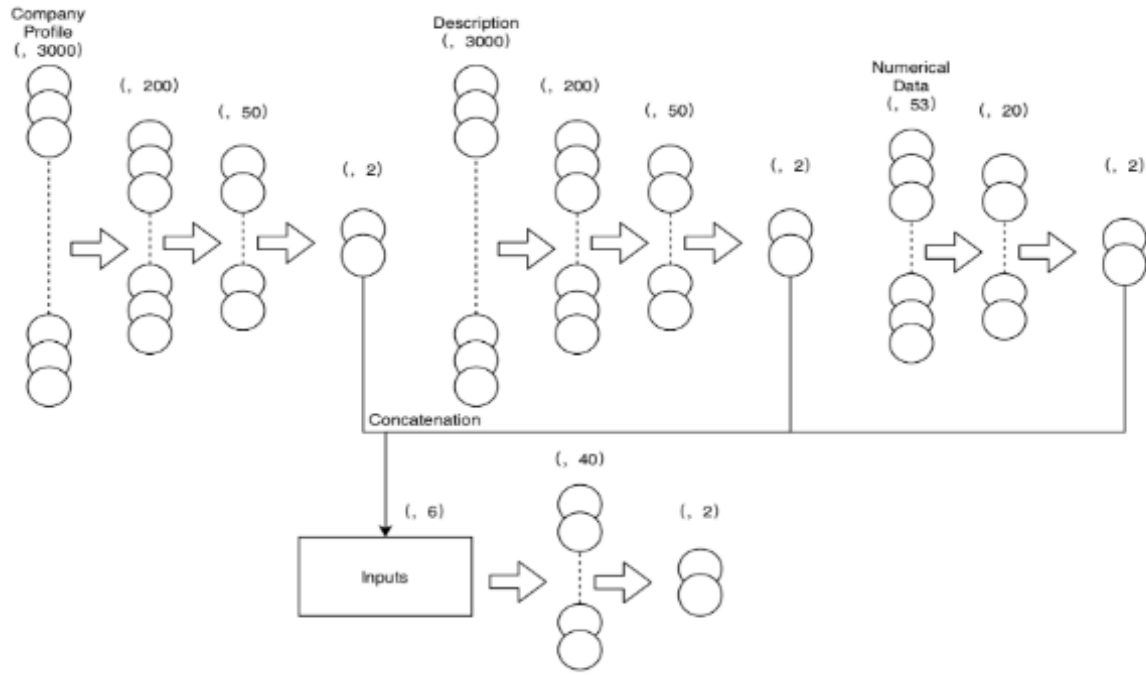 Company
Profile
(, 3000)
(, 200)
(, 50)
(, 2)
Description
(, 3000)
(, 200)
(, 50)
(, 2)
Numerical
Data
(, 53)
(, 20)
(, 2)
Concatenation
(, 6)
Inputs
(, 40)
(, 2)